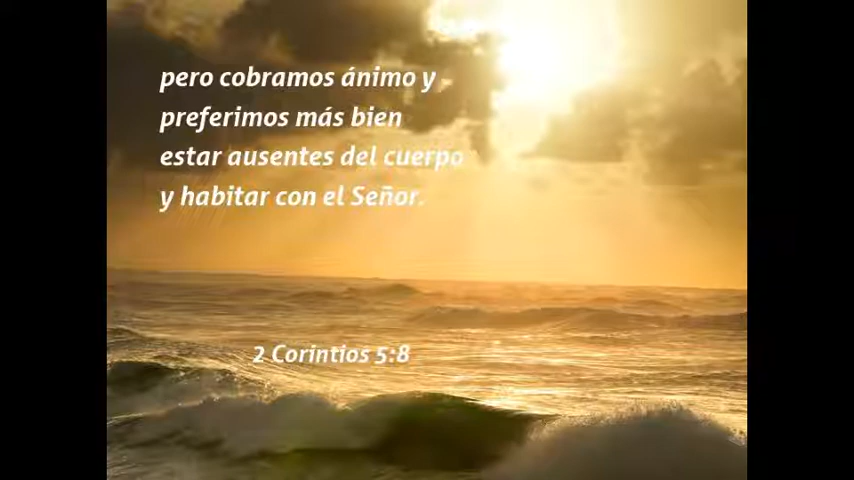 pero cobramos ánimo y
preferimos más bien
estar ausentes del cuerpo
y habitar con el Señor.
2 Corintios 5:8